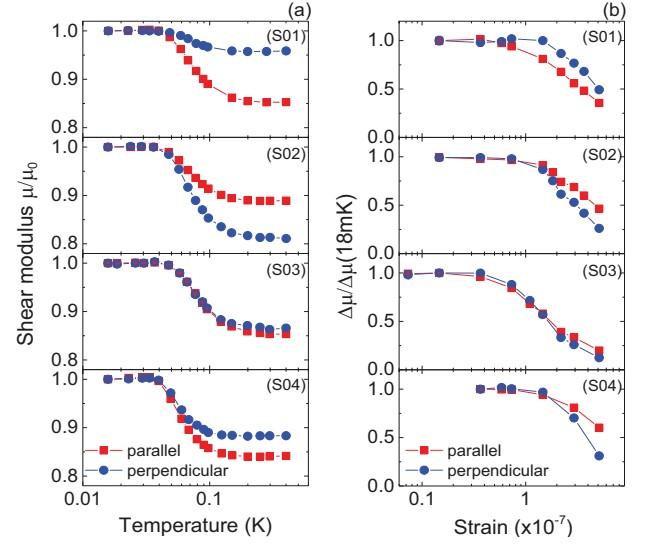 (a)
(b)
(S01)
(S01)
1.0
0.9
0.8
1.0
0.5
0.0
(S02)
(S02)
1.0
0.9
0.8
1.0
0.5
0.0
(S03)
(S03)
1.0
0.9
0.8
1.0
0.5
0.0
(S04)
(S04)
1.0
0.9
0.8
1.0
0.5
0.0
parallel
perpendicular
parallel
perpendicular
0.01
0.1
0.1
1
Temperature (K)
Strain (x10⁻⁷)
Shear modulus μ/μ₀
Δμ/Δμ(18mK)